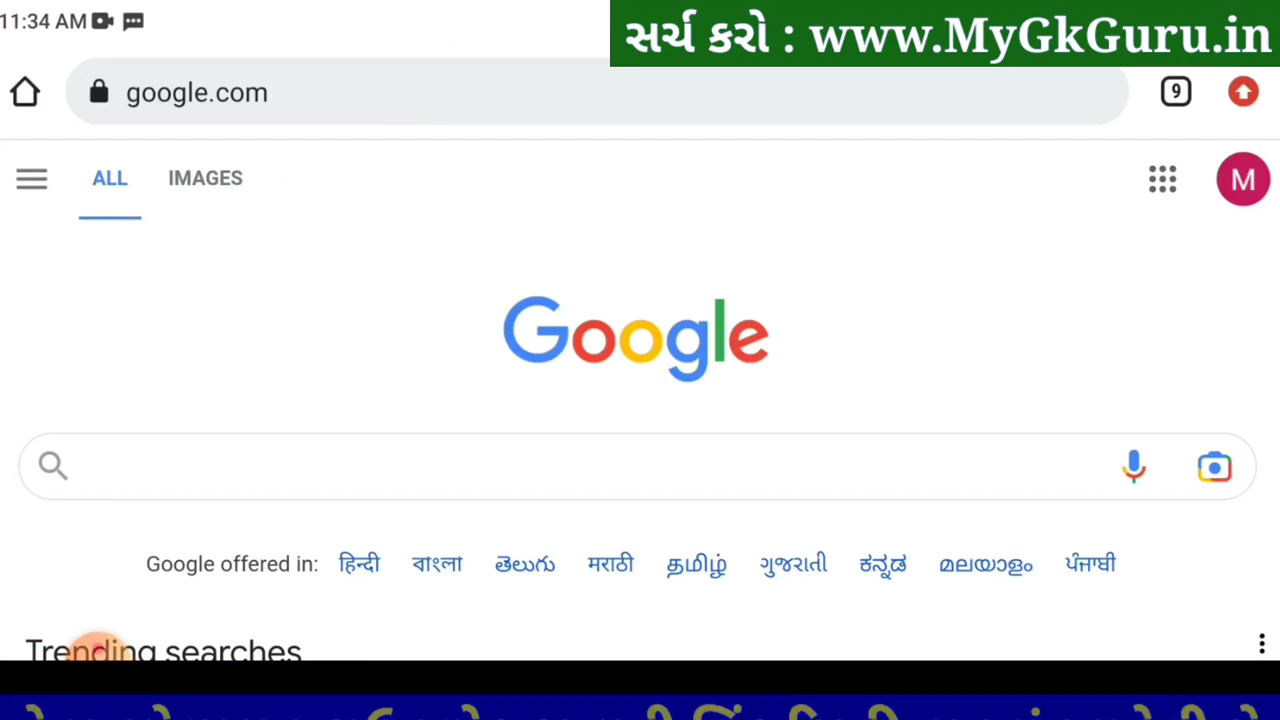 11:34 AM
સર્ચ કરો : www.MyGkGuru.in
google.com
9
ALL IMAGES
M
Google
Google offered in: हिन्दी বাংলা తెలుగు मराठी தமிழ் ગુજરાતી ಕನ್ನಡ മലയാളം ਪੰਜਾਬੀ
Trending searches